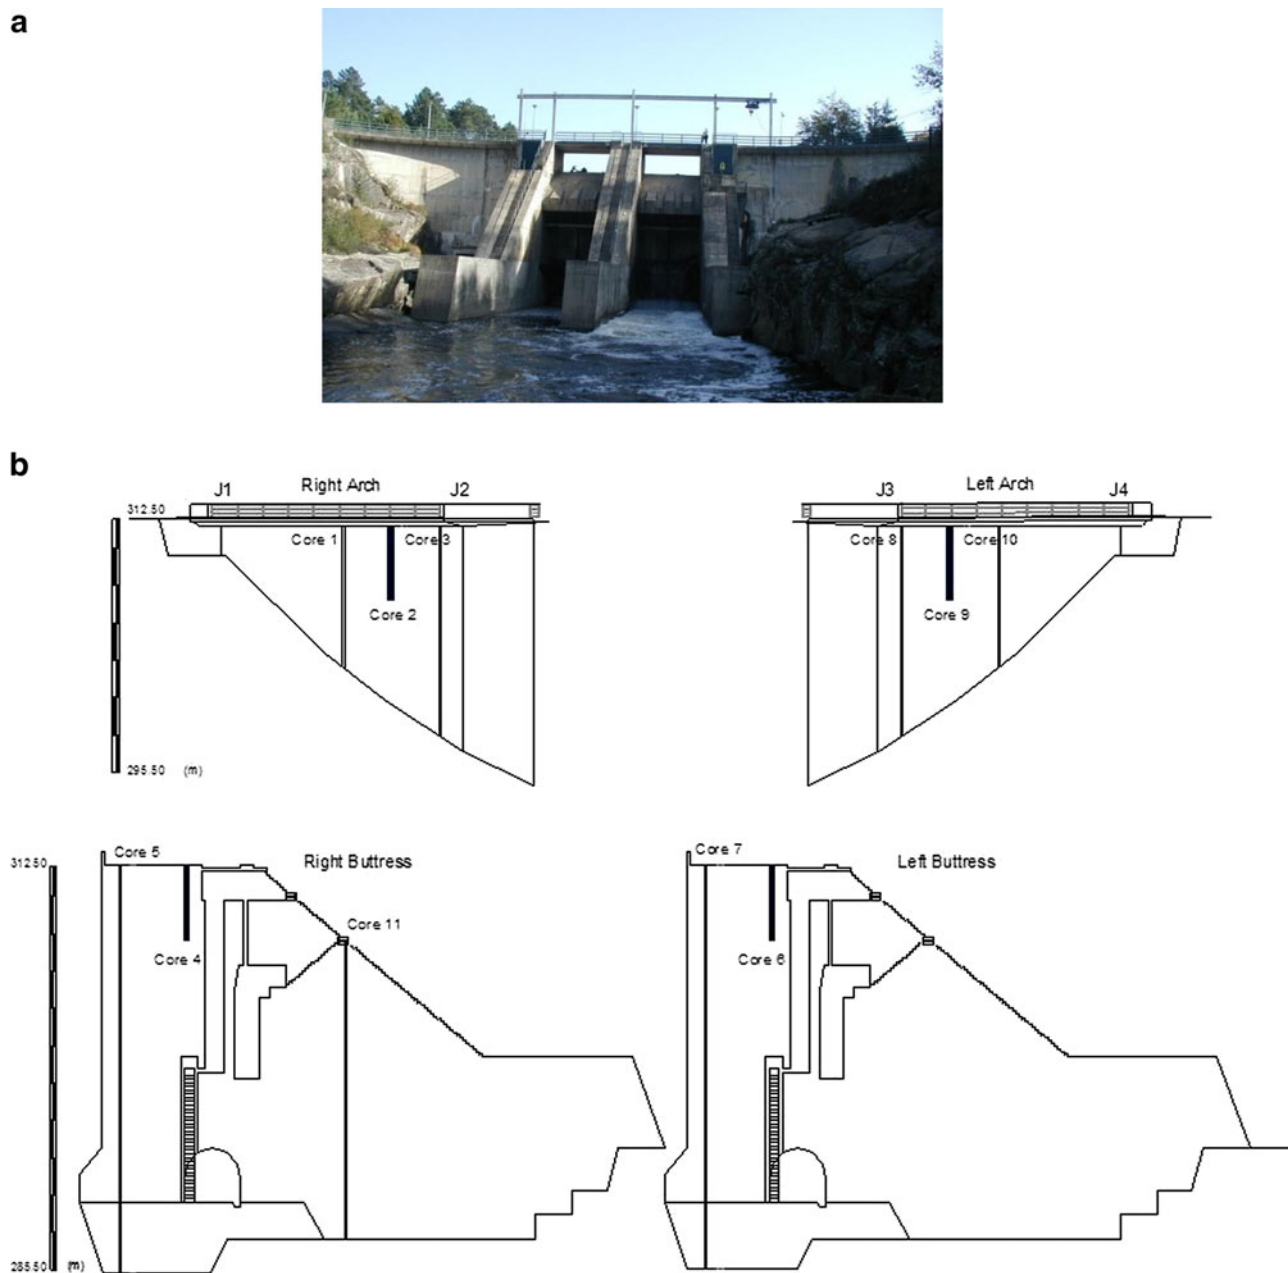 a
b
J1 Right Arch J2
J3 Left Arch J4
312.50
Core 1 Core 3
Core 8 Core 10
Core 2
Core 9
295.50 (m)
312.50
Core 5
Right Buttress
Core 7
Left Buttress
Core 11
Core 4
Core 6
285.50 (m)